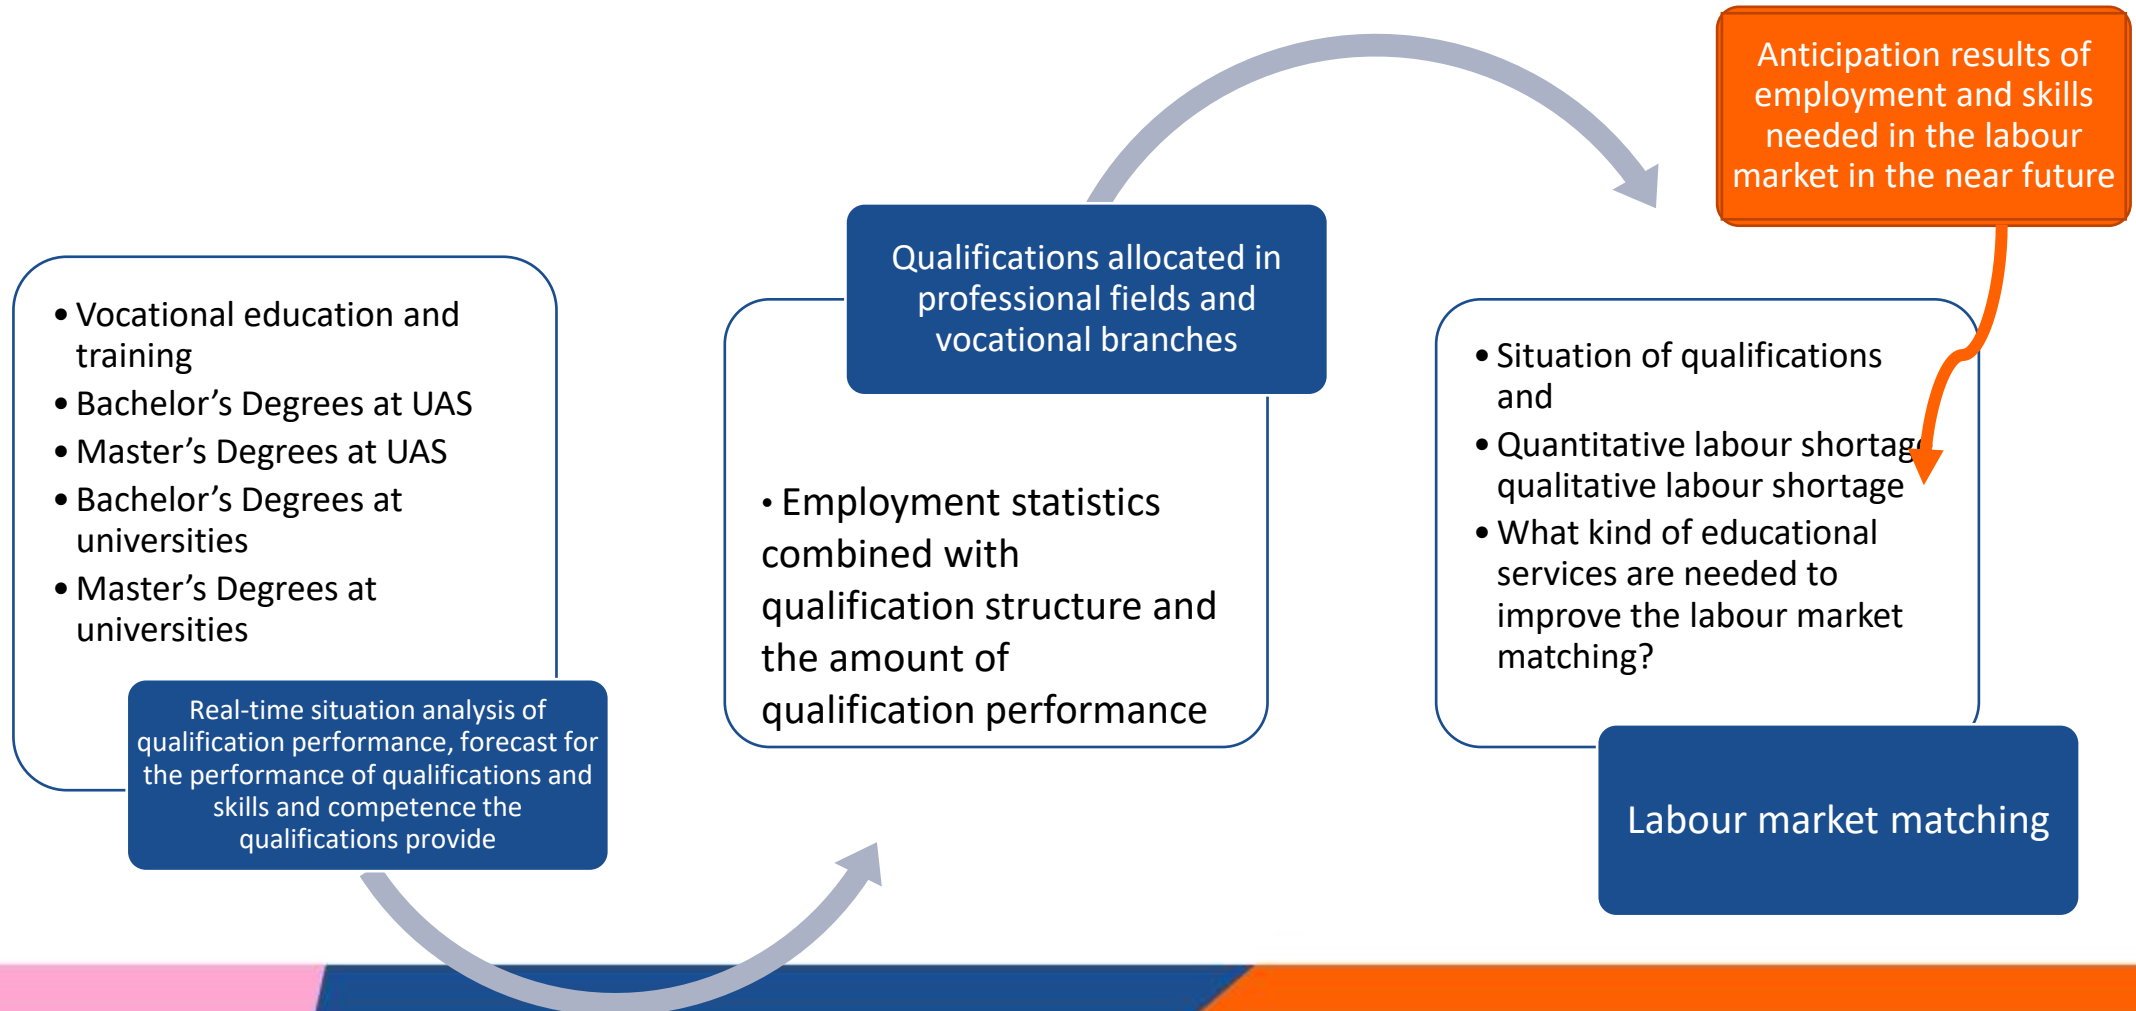 • Vocational education and
training
• Bachelor’s Degrees at UAS
• Master’s Degrees at UAS
• Bachelor’s Degrees at
universities
• Master’s Degrees at
universities
Real-time situation analysis of
qualification performance, forecast for
the performance of qualifications and
skills and competence the
qualifications provide
Qualifications allocated in
professional fields and
vocational branches
• Employment statistics
combined with
qualification structure and
the amount of
qualification performance
Anticipation results of
employment and skills
needed in the labour
market in the near future
• Situation of qualifications
and
• Quantitative labour shortage
qualitative labour shortage
• What kind of educational
services are needed to
improve the labour market
matching?
Labour market matching